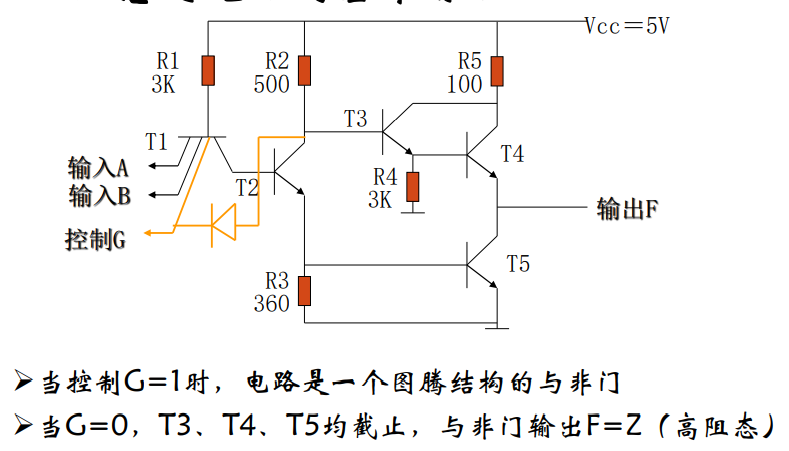 Vcc=5V
R1
3K
R2
500
R5
100
T1
T3
T4
输入A
输入B
T2
R4
3K
控制G
输出F
T5
R3
360
➢当控制G=1时，电路是一个图腾结构的与非门
➢当G=0，T3、T4、T5均截止，与非门输出F=Z（高阻态）